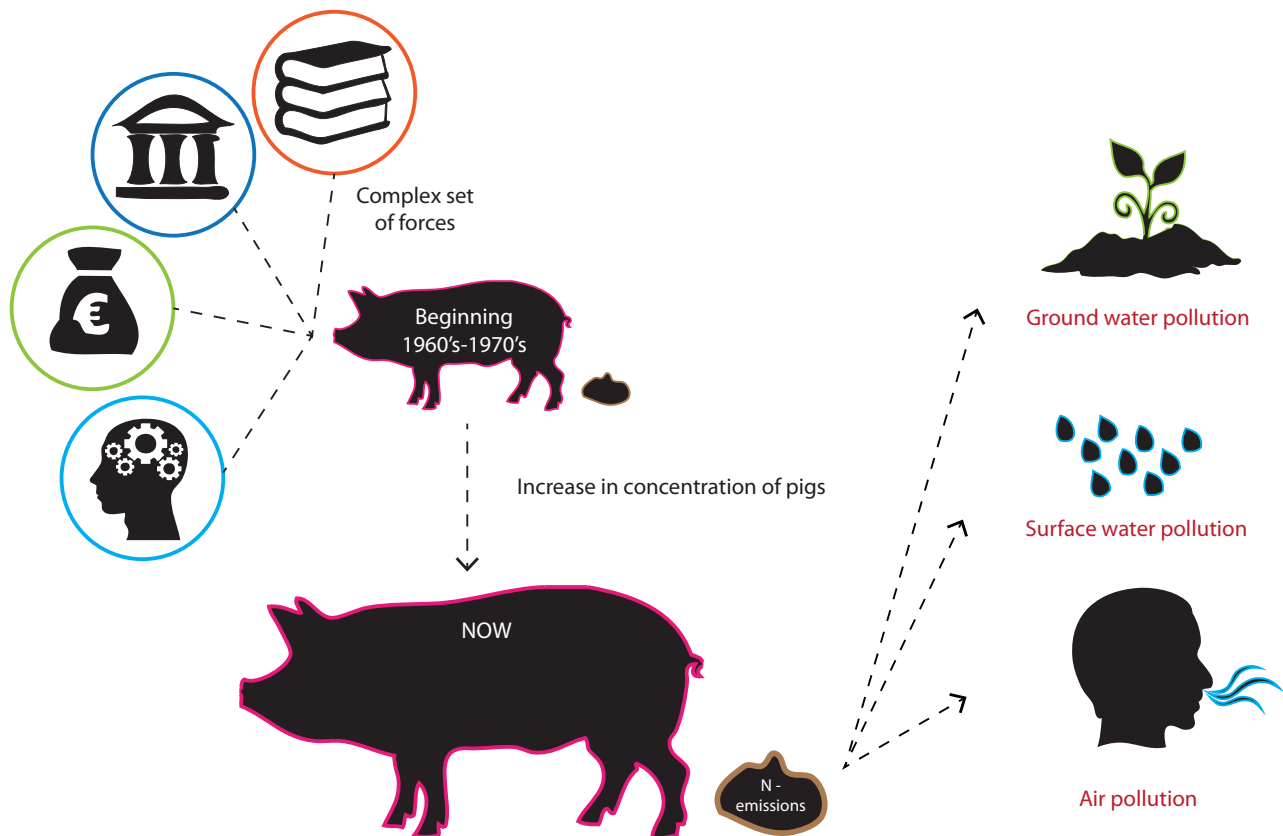 Complex set
of forces
Beginning
1960's-1970's
Increase in concentration of pigs
NOW
N -
emissions
Ground water pollution
Surface water pollution
Air pollution
€